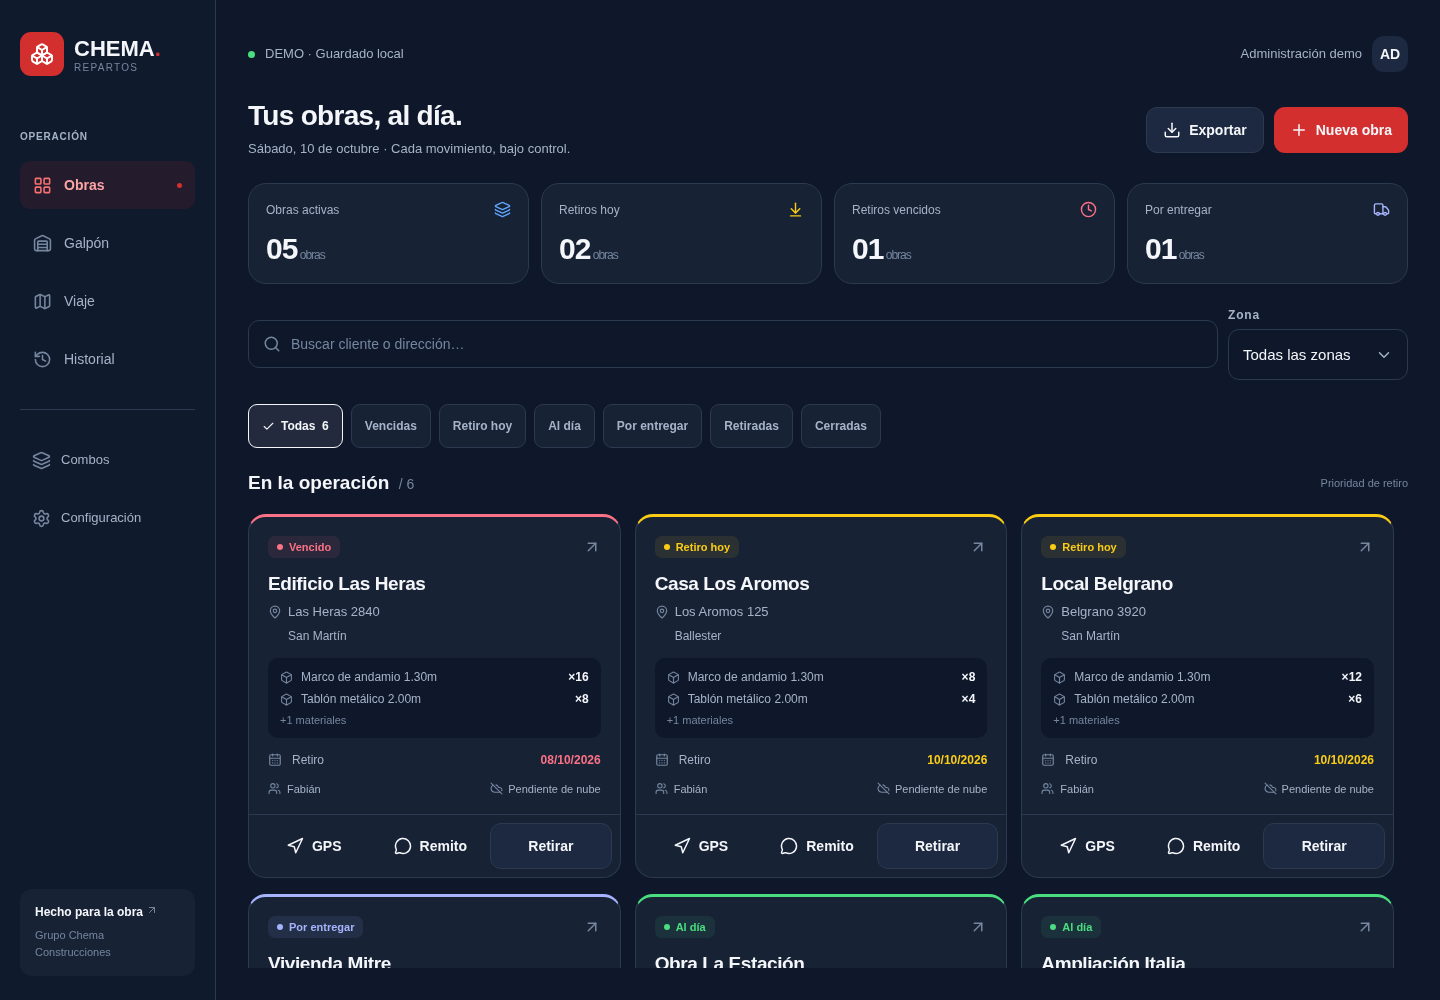 CHEMA.
REPARTOS
OPERACIÓN
Obras
Galpón
Viaje
Historial
Combos
Configuración
Hecho para la obra
Grupo Chema
Construcciones
DEMO · Guardado local
Administración demo AD
Tus obras, al día.
Sábado, 10 de octubre · Cada movimiento, bajo control.
Exportar
Nueva obra
Obras activas
05 obras
Retiros hoy
02 obras
Retiros vencidos
01 obras
Por entregar
01 obras
Buscar cliente o dirección…
Zona
Todas las zonas
Todas 6
Vencidas
Retiro hoy
Al día
Por entregar
Retiradas
Cerradas
En la operación / 6
Prioridad de retiro
Vencido
Edificio Las Heras
Las Heras 2840
San Martín
Marco de andamio 1.30m ×16
Tablón metálico 2.00m ×8
+1 materiales
Retiro 08/10/2026
Fabián Pendiente de nube
GPS Remito Retirar
Retiro hoy
Casa Los Aromos
Los Aromos 125
Ballester
Marco de andamio 1.30m ×8
Tablón metálico 2.00m ×4
+1 materiales
Retiro 10/10/2026
Fabián Pendiente de nube
GPS Remito Retirar
Retiro hoy
Local Belgrano
Belgrano 3920
San Martín
Marco de andamio 1.30m ×12
Tablón metálico 2.00m ×6
+1 materiales
Retiro 10/10/2026
Fabián Pendiente de nube
GPS Remito Retirar
Por entregar
Vivienda Mitre
Al día
Obra La Estación
Al día
Ampliación Italia